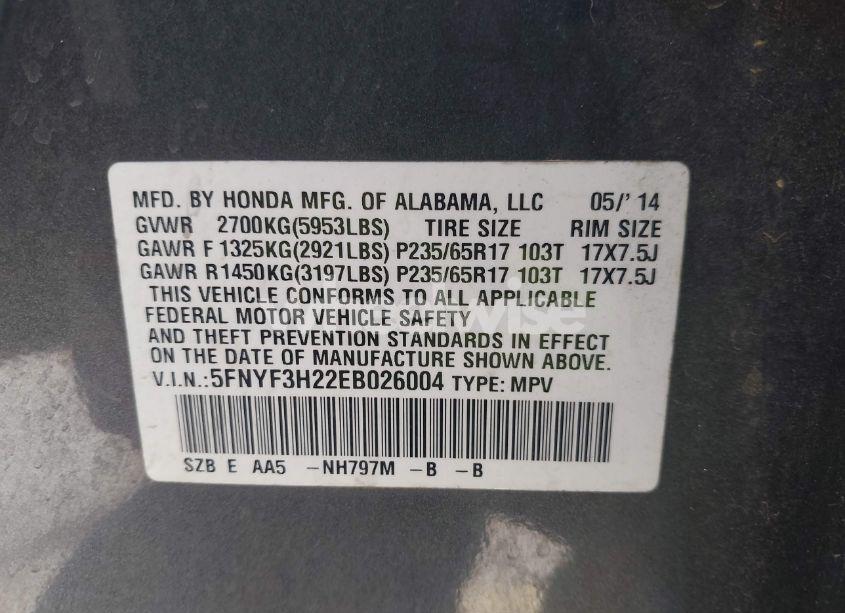 MFD. BY HONDA MFG. OF ALABAMA, LLC 05/' 14
GVWR 2700KG(5953LBS) TIRE SIZE RIM SIZE
GAWR F 1325KG(2921LBS) P235/65R17 103T 17X7.5J
GAWR R1450KG(3197LBS) P235/65R17 103T 17X7.5J
THIS VEHICLE CONFORMS TO ALL APPLICABLE
FEDERAL MOTOR VEHICLE SAFETY
AND THEFT PREVENTION STANDARDS IN EFFECT
ON THE DATE OF MANUFACTURE SHOWN ABOVE.
V.I.N.:5FNYF3H22EB026004 TYPE: MPV
SZB E AA5 -NH797M -B -B